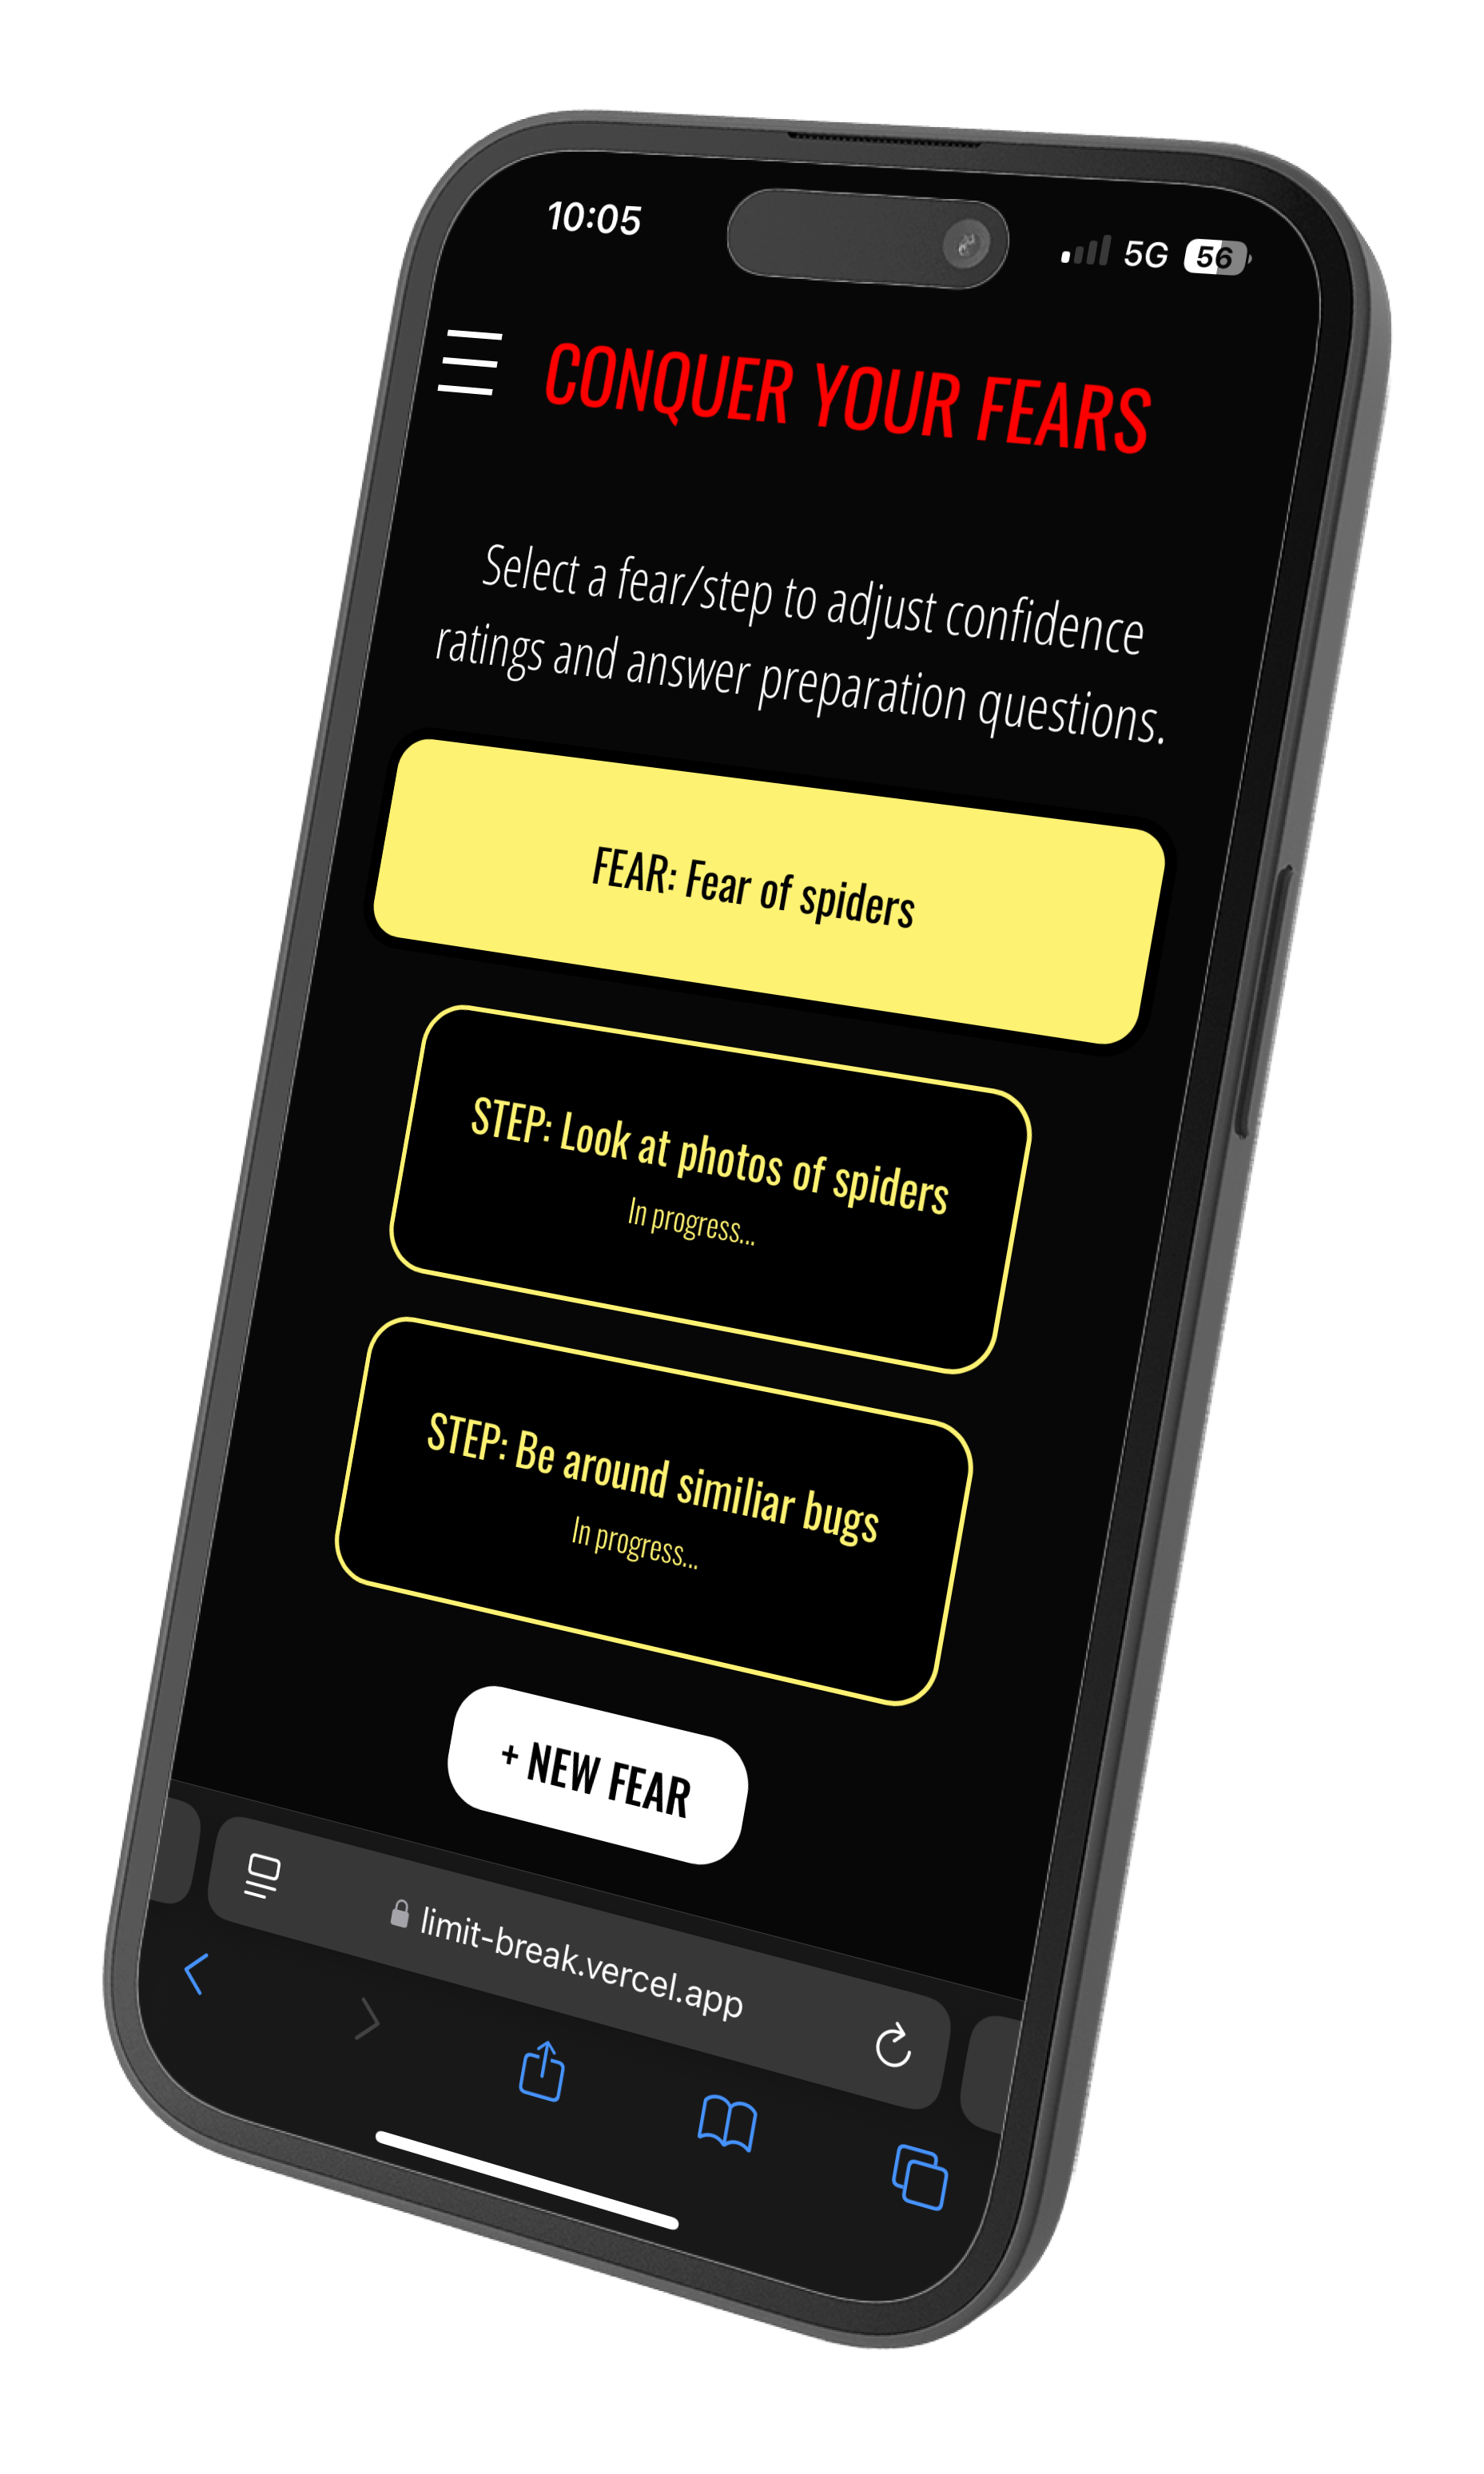 10:05
5G 56
CONQUER YOUR FEARS
Select a fear/step to adjust confidence
ratings and answer preparation questions.
FEAR: Fear of spiders
STEP: Look at photos of spiders
In progress...
STEP: Be around similiar bugs
In progress...
+ NEW FEAR
limit-break.vercel.app